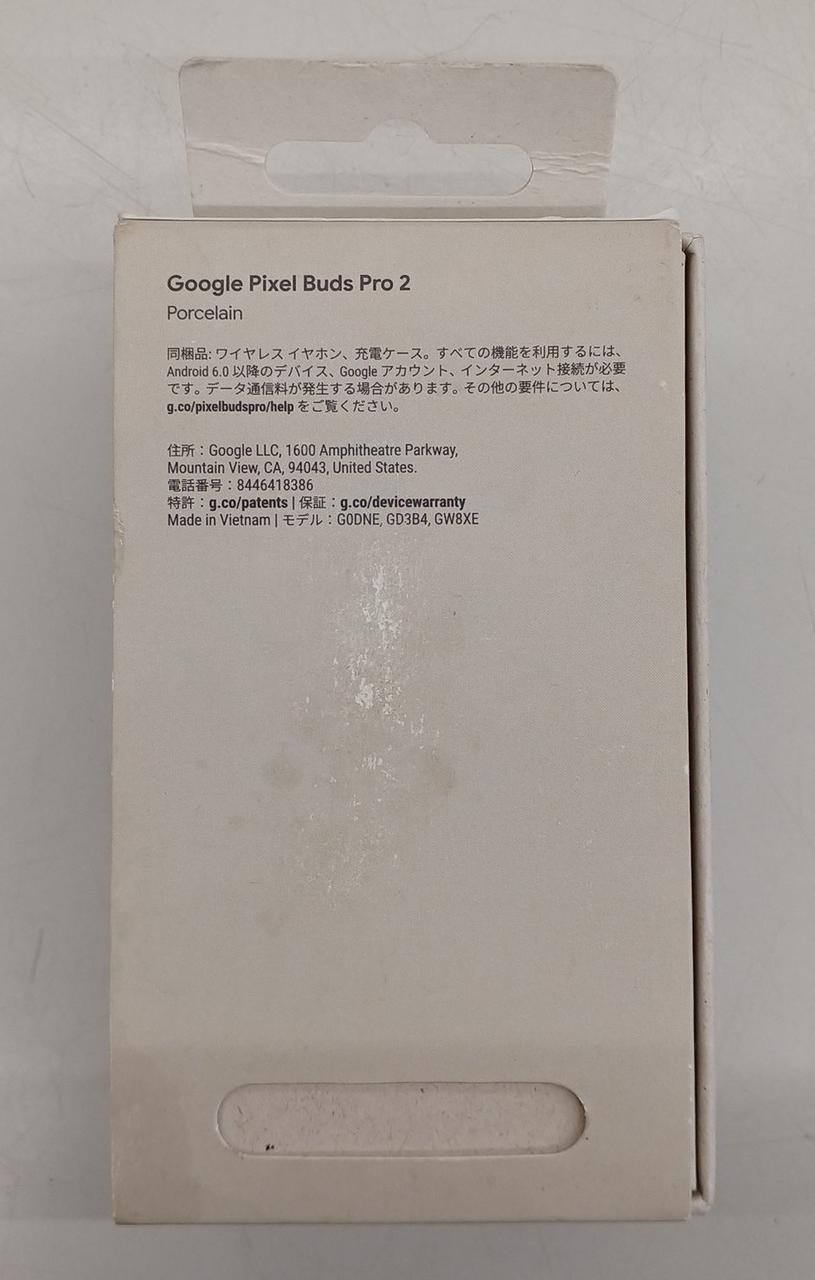 Google Pixel Buds Pro 2
Porcelain
同梱品: ワイヤレス イヤホン、充電ケース。すべての機能を利用するには、
Android 6.0 以降のデバイス、Google アカウント、インターネット接続が必要
です。データ通信料が発生する場合があります。その他の要件については、
g.co/pixelbudspro/help をご覧ください。
住所：Google LLC, 1600 Amphitheatre Parkway,
Mountain View, CA, 94043, United States.
電話番号：8446418386
特許：g.co/patents | 保証：g.co/devicewarranty
Made in Vietnam | モデル：G0DNE, GD3B4, GW8XE